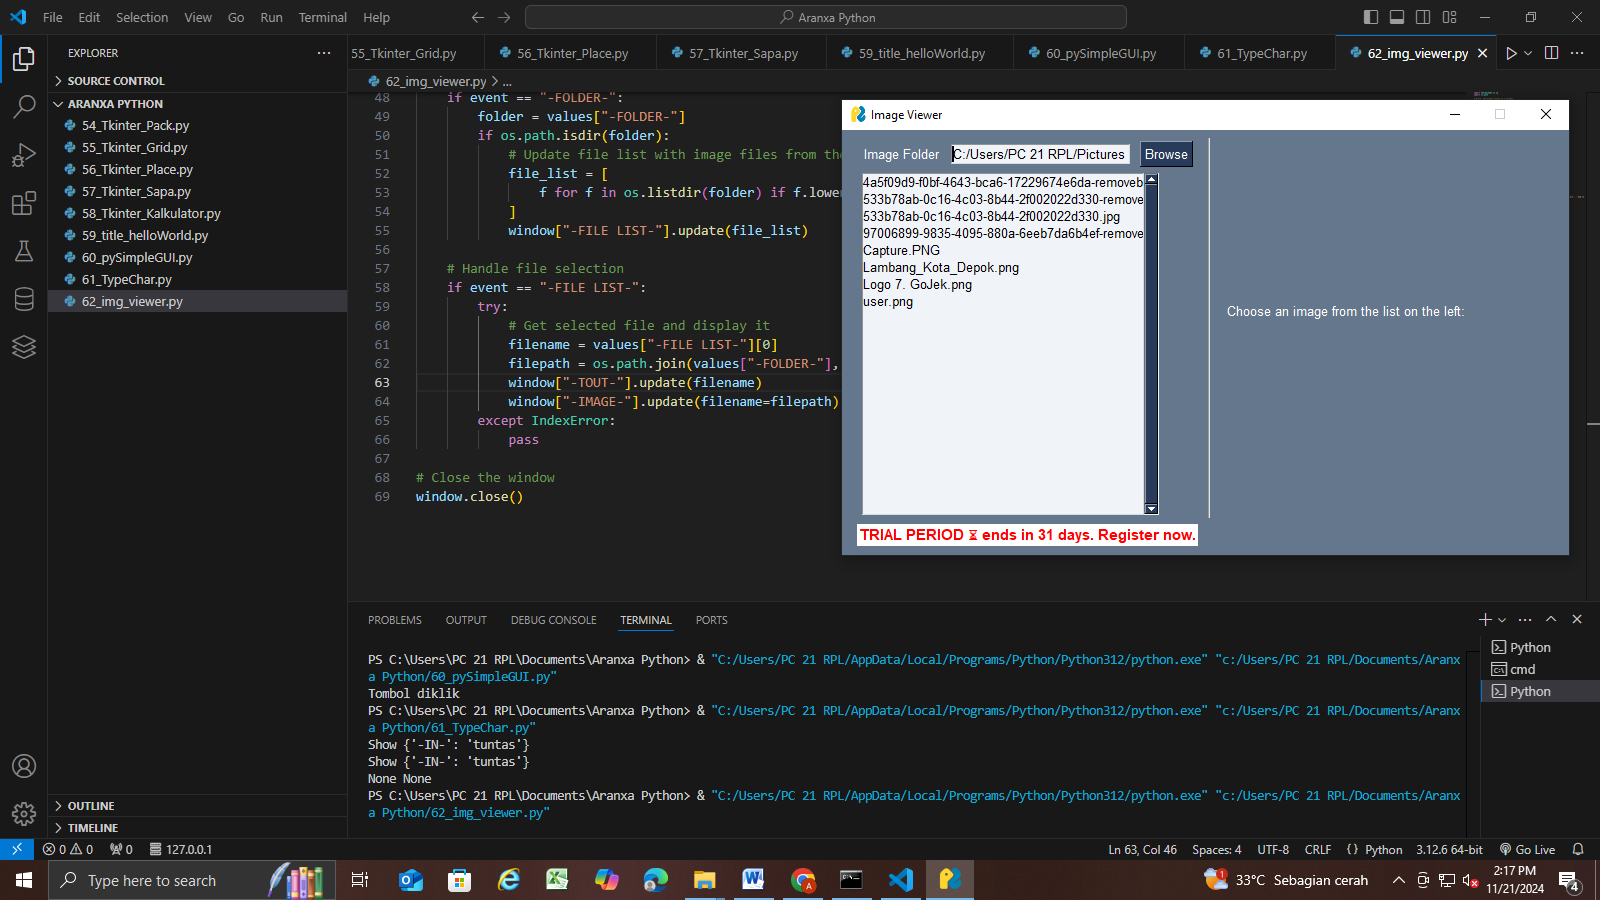 File Edit Selection View Go Run Terminal Help
Aranxa Python
EXPLORER
55_Tkinter_Grid.py 56_Tkinter_Place.py 57_Tkinter_Sapa.py 59_title_helloWorld.py 60_pySimpleGUI.py 61_TypeChar.py 62_img_viewer.py
62_img_viewer.py > ...
SOURCE CONTROL
ARANXA PYTHON
54_Tkinter_Pack.py
55_Tkinter_Grid.py
56_Tkinter_Place.py
57_Tkinter_Sapa.py
58_Tkinter_Kalkulator.py
59_title_helloWorld.py
60_pySimpleGUI.py
61_TypeChar.py
62_img_viewer.py
OUTLINE
TIMELINE
48 if event == "-FOLDER-":
49 folder = values["-FOLDER-"]
50 if os.path.isdir(folder):
51 # Update file list with image files from the
52 file_list = [
53 f for f in os.listdir(folder) if f.lower
54 ]
55 window["-FILE LIST-"].update(file_list)
56
57 # Handle file selection
58 if event == "-FILE LIST-":
59 try:
60 # Get selected file and display it
61 filename = values["-FILE LIST-"][0]
62 filepath = os.path.join(values["-FOLDER-"],
63 window["-TOUT-"].update(filename)
64 window["-IMAGE-"].update(filename=filepath)
65 except IndexError:
66 pass
67
68 # Close the window
69 window.close()
Image Viewer
Image Folder C:/Users/PC 21 RPL/Pictures Browse
4a5f09d9-f0bf-4643-bca6-17229674e6da-removeb
533b78ab-0c16-4c03-8b44-2f002022d330-remove
533b78ab-0c16-4c03-8b44-2f002022d330.jpg
97006899-9835-4095-880a-6eeb7da6b4ef-remove
Capture.PNG
Lambang_Kota_Depok.png
Logo 7. GoJek.png
user.png
Choose an image from the list on the left:
TRIAL PERIOD ⌛ ends in 31 days. Register now.
PROBLEMS OUTPUT DEBUG CONSOLE TERMINAL PORTS
PS C:\Users\PC 21 RPL\Documents\Aranxa Python> & "C:/Users/PC 21 RPL/AppData/Local/Programs/Python/Python312/python.exe" "c:/Users/PC 21 RPL/Documents/Aranx
a Python/60_pySimpleGUI.py"
Tombol diklik
PS C:\Users\PC 21 RPL\Documents\Aranxa Python> & "C:/Users/PC 21 RPL/AppData/Local/Programs/Python/Python312/python.exe" "c:/Users/PC 21 RPL/Documents/Aranx
a Python/61_TypeChar.py"
Show {'-IN-': 'tuntas'}
Show {'-IN-': 'tuntas'}
None None
PS C:\Users\PC 21 RPL\Documents\Aranxa Python> & "C:/Users/PC 21 RPL/AppData/Local/Programs/Python/Python312/python.exe" "c:/Users/PC 21 RPL/Documents/Aranx
a Python/62_img_viewer.py"
Python
cmd
Python
0 0 0 127.0.0.1 Ln 63, Col 46 Spaces: 4 UTF-8 CRLF {} Python 3.12.6 64-bit Go Live
Type here to search
1 33°C Sebagian cerah
2:17 PM
11/21/2024
4